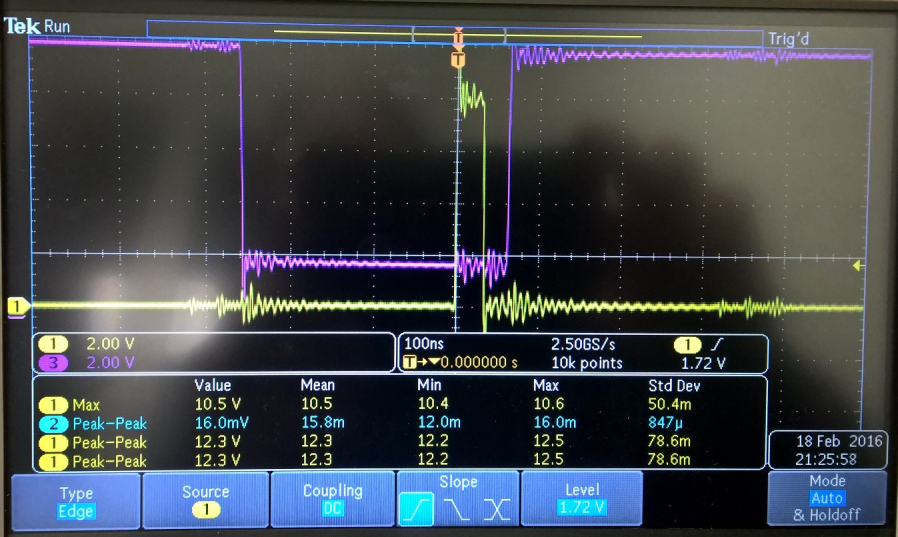 Tek Run
T
Trig'd
T
1
1 2.00 V
3 2.00 V
100ns 2.50GS/s 1
T→▼0.000000 s 10k points 1.72 V
Value Mean Min Max Std Dev
1 Max 10.5 V 10.5 10.4 10.6 50.4m
2 Peak-Peak 16.0mV 15.8m 12.0m 16.0m 847µ
1 Peak-Peak 12.3 V 12.3 12.2 12.5 78.6m
1 Peak-Peak 12.3 V 12.3 12.2 12.5 78.6m
18 Feb 2016
21:25:58
Type
Edge
Source
1
Coupling
DC
Slope
Level
1.72 V
Mode
Auto
& Holdoff